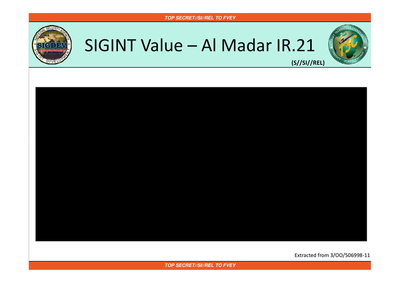 TOP SECRET//SI//REL TO FVEY
SIGINT Value – Al Madar IR.21
(S//SI//REL)
SIGDEV
Extracted from 3/OO/506998-11
TOP SECRET//SI//REL TO FVEY